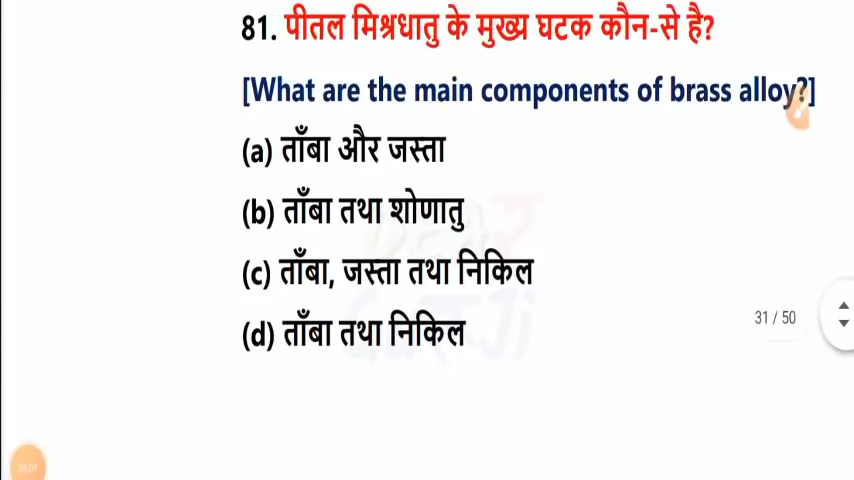 81. पीतल मिश्रधातु के मुख्य घटक कौन-से है?
[What are the main components of brass alloy?]
(a) ताँबा और जस्ता
(b) ताँबा तथा शोणातु
(c) ताँबा, जस्ता तथा निकिल
31 / 50
(d) ताँबा तथा निकिल